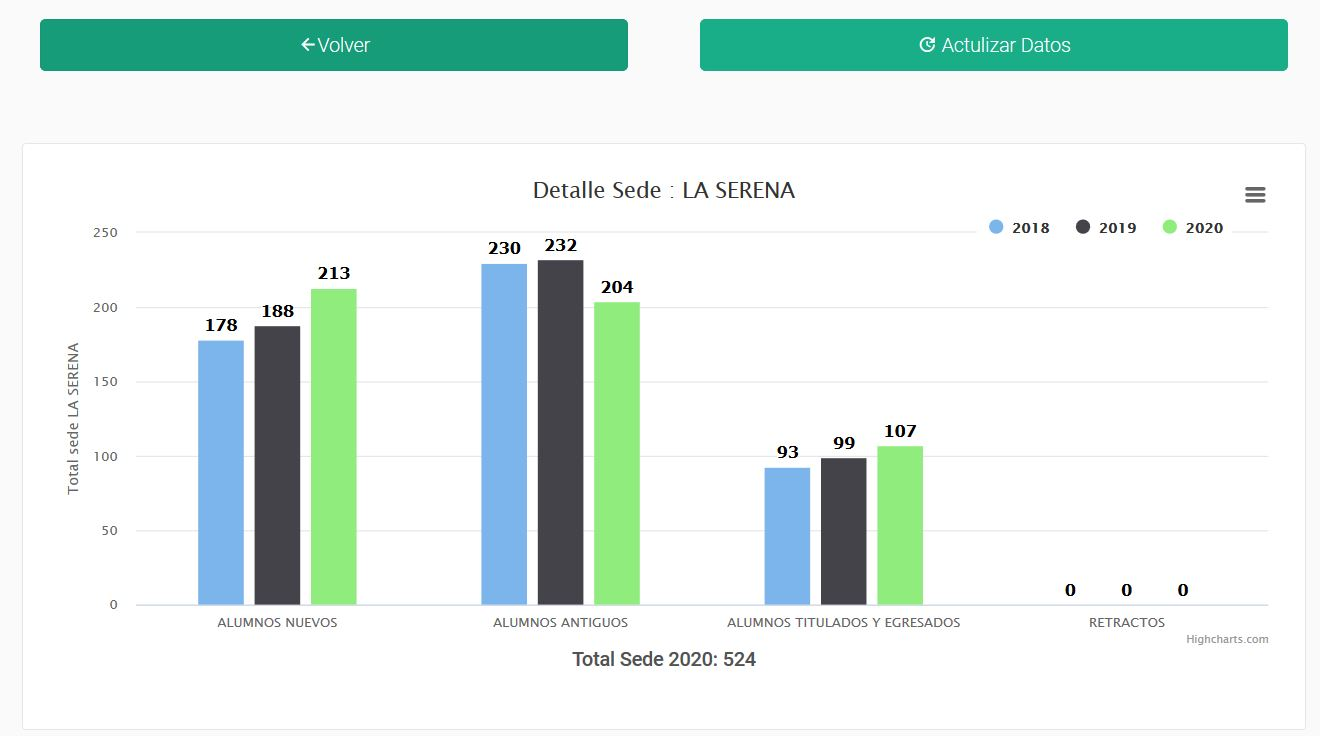 Volver
Actulizar Datos
Detalle Sede : LA SERENA
2018 2019 2020
Total sede LA SERENA
250
200
150
100
50
0
178 188 213
230 232 204
93 99 107
0 0 0
ALUMNOS NUEVOS
ALUMNOS ANTIGUOS
ALUMNOS TITULADOS Y EGRESADOS
RETRACTOS
Highcharts.com
Total Sede 2020: 524